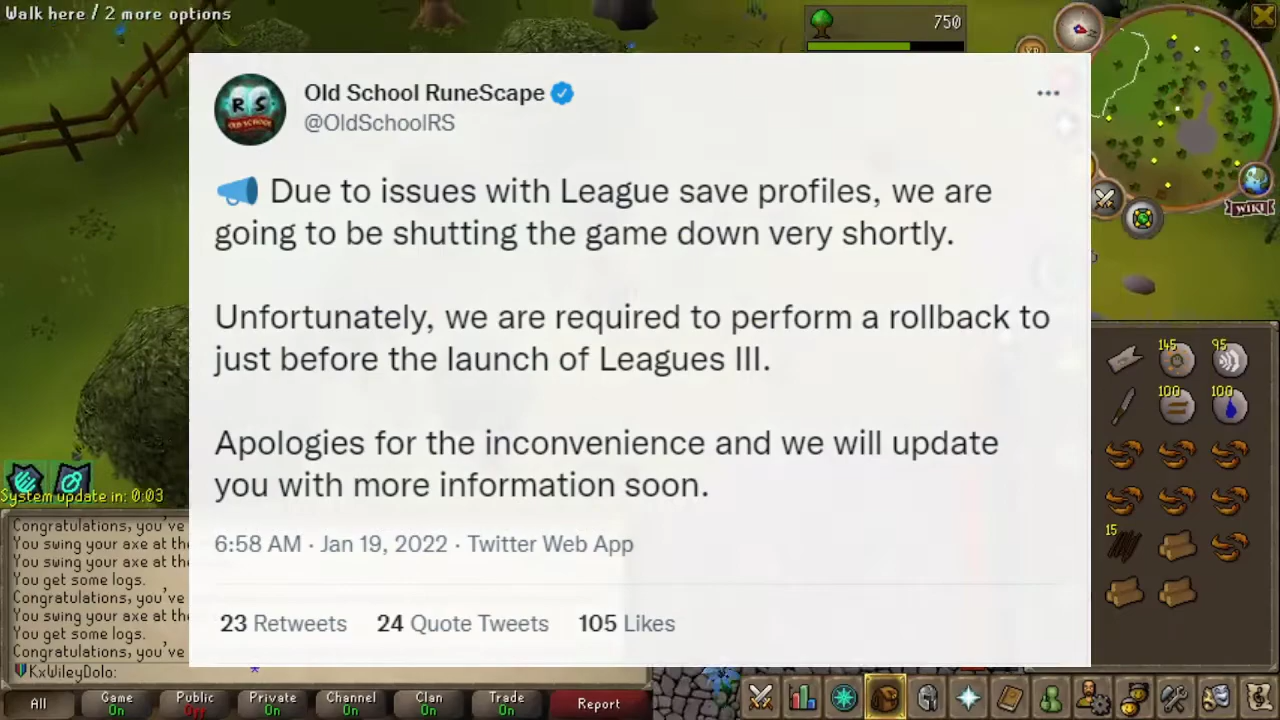 Walk here / 2 more options
750
XP
WIKI
Old School RuneScape
@OldSchoolRS
📢 Due to issues with League save profiles, we are
going to be shutting the game down very shortly.
Unfortunately, we are required to perform a rollback to
just before the launch of Leagues III.
Apologies for the inconvenience and we will update
you with more information soon.
6:58 AM · Jan 19, 2022 · Twitter Web App
23 Retweets 24 Quote Tweets 105 Likes
145 95
100 100
15
System update in: 0:03
Congratulations, you've
You swing your axe at the
You swing your axe at the
You get some logs.
Congratulations, you've
You swing your axe at the
You get some logs.
Congratulations, you've
KxWileyDolo: *
All
Game On
Public Off
Private On
Channel On
Clan On
Trade On
Report